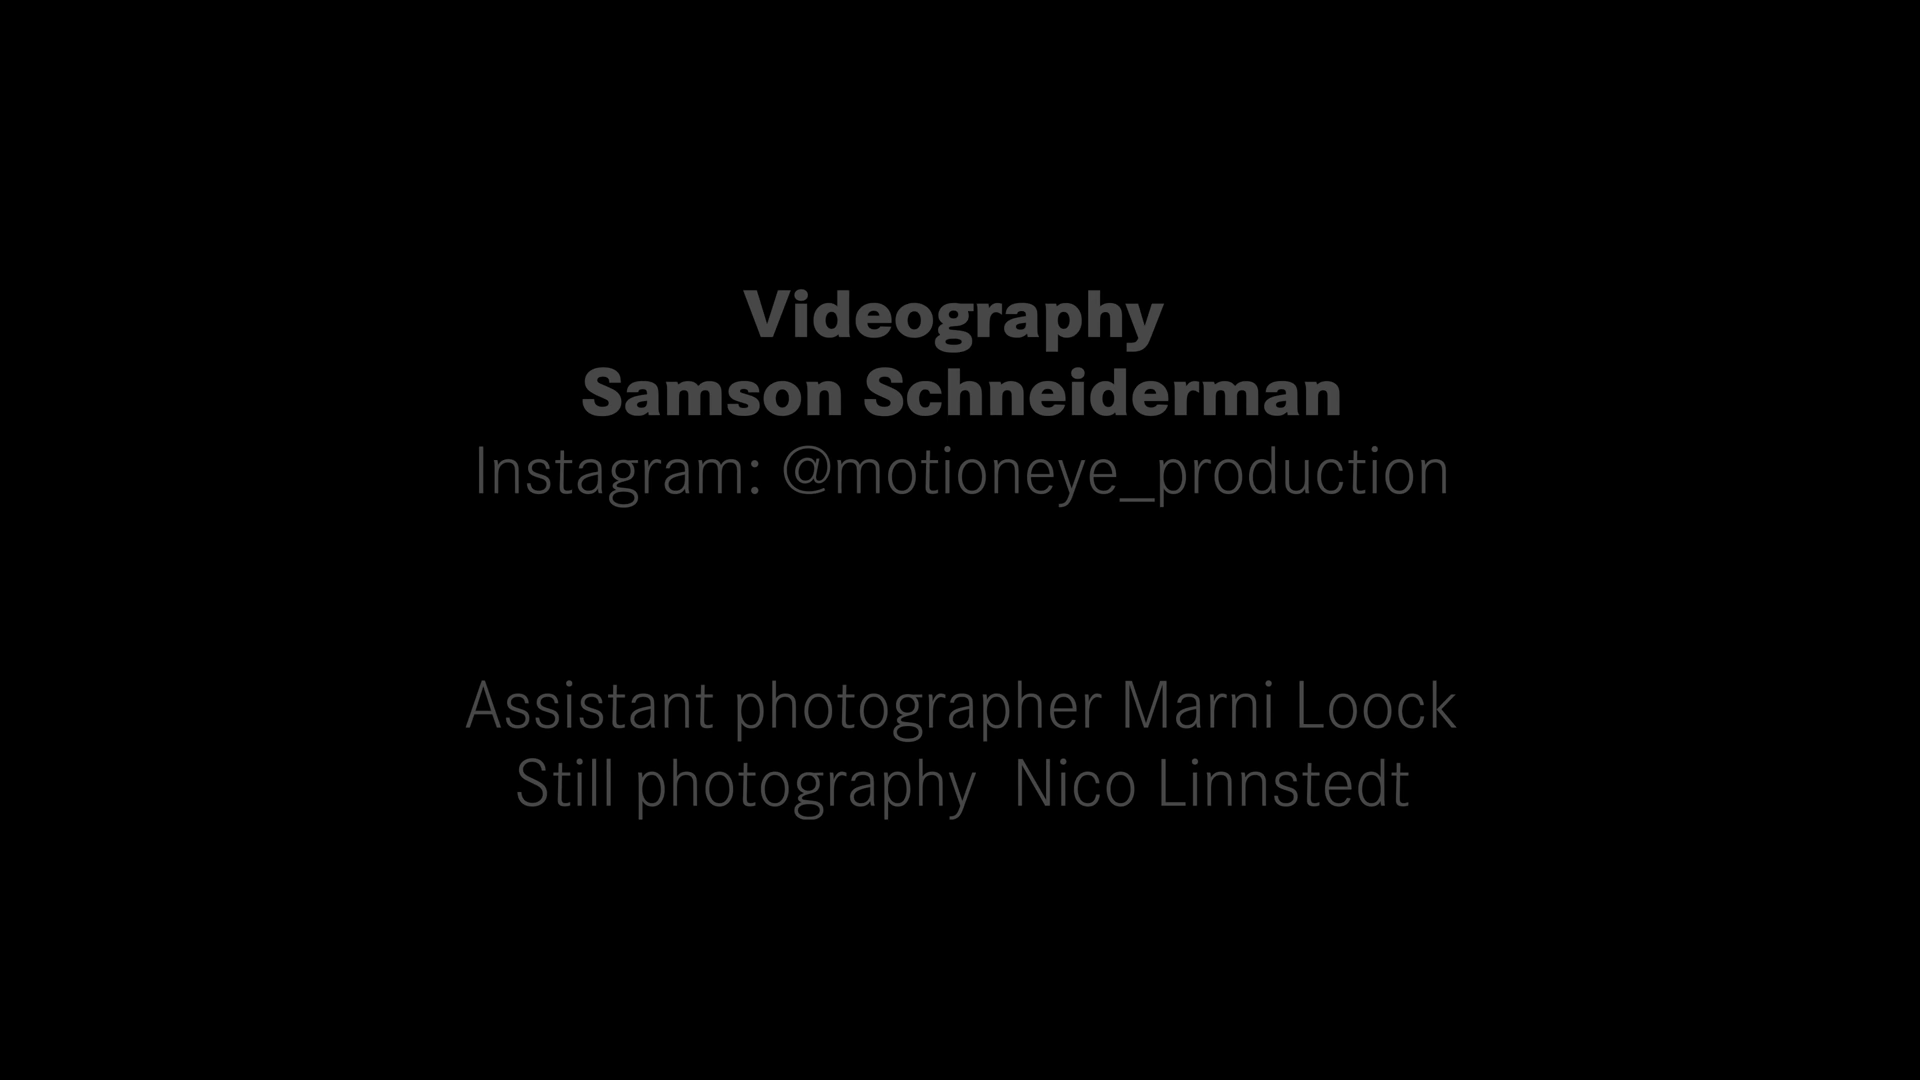 Videography
Samson Schneiderman
Instagram: @motioneye_production
Assistant photographer Marni Loock
Still photography  Nico Linnstedt